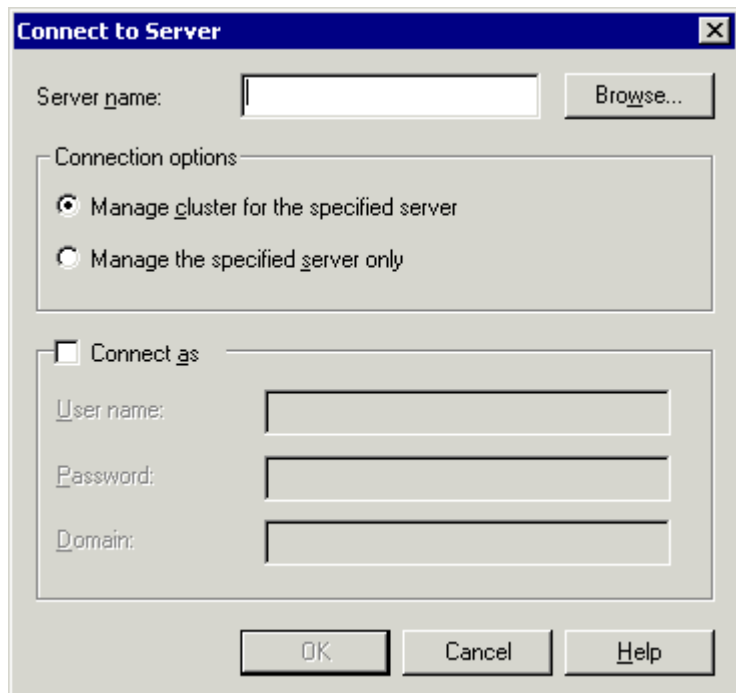 Connect to Server
Server name:
Browse...
Connection options
Manage cluster for the specified server
Manage the specified server only
Connect as
User name:
Password:
Domain:
OK Cancel Help